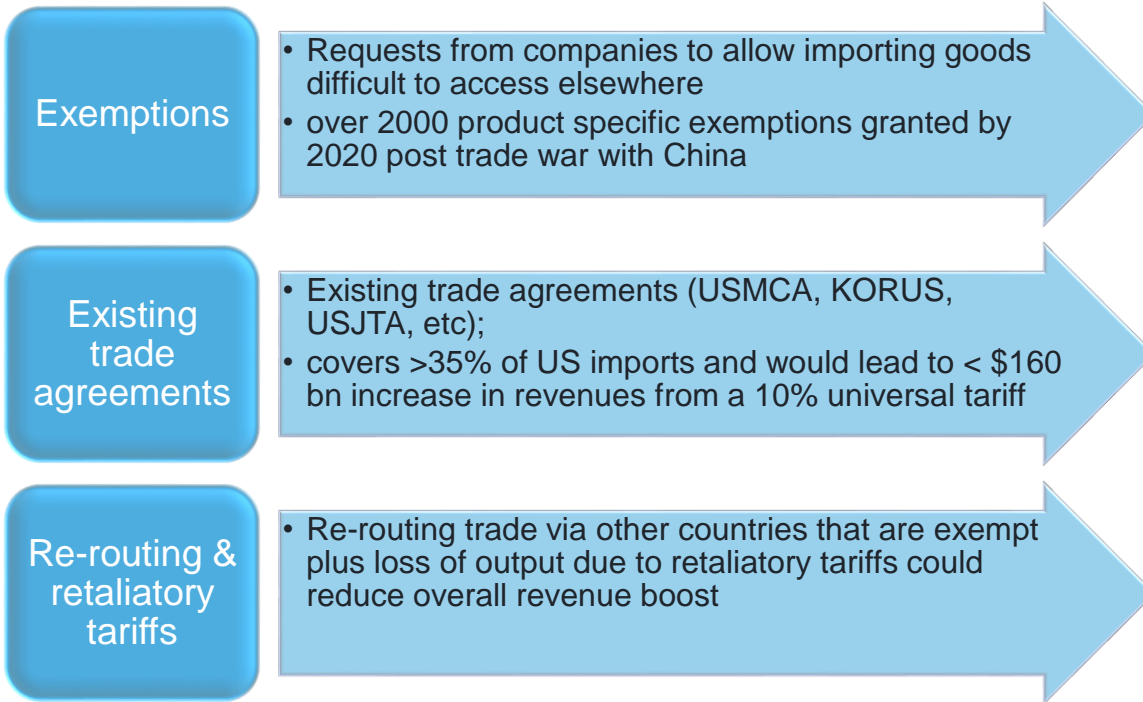 Exemptions
• Requests from companies to allow importing goods
difficult to access elsewhere
• over 2000 product specific exemptions granted by
2020 post trade war with China
Existing
trade
agreements
• Existing trade agreements (USMCA, KORUS,
USJTA, etc);
• covers >35% of US imports and would lead to < $160
bn increase in revenues from a 10% universal tariff
Re-routing &
retaliatory
tariffs
• Re-routing trade via other countries that are exempt
plus loss of output due to retaliatory tariffs could
reduce overall revenue boost